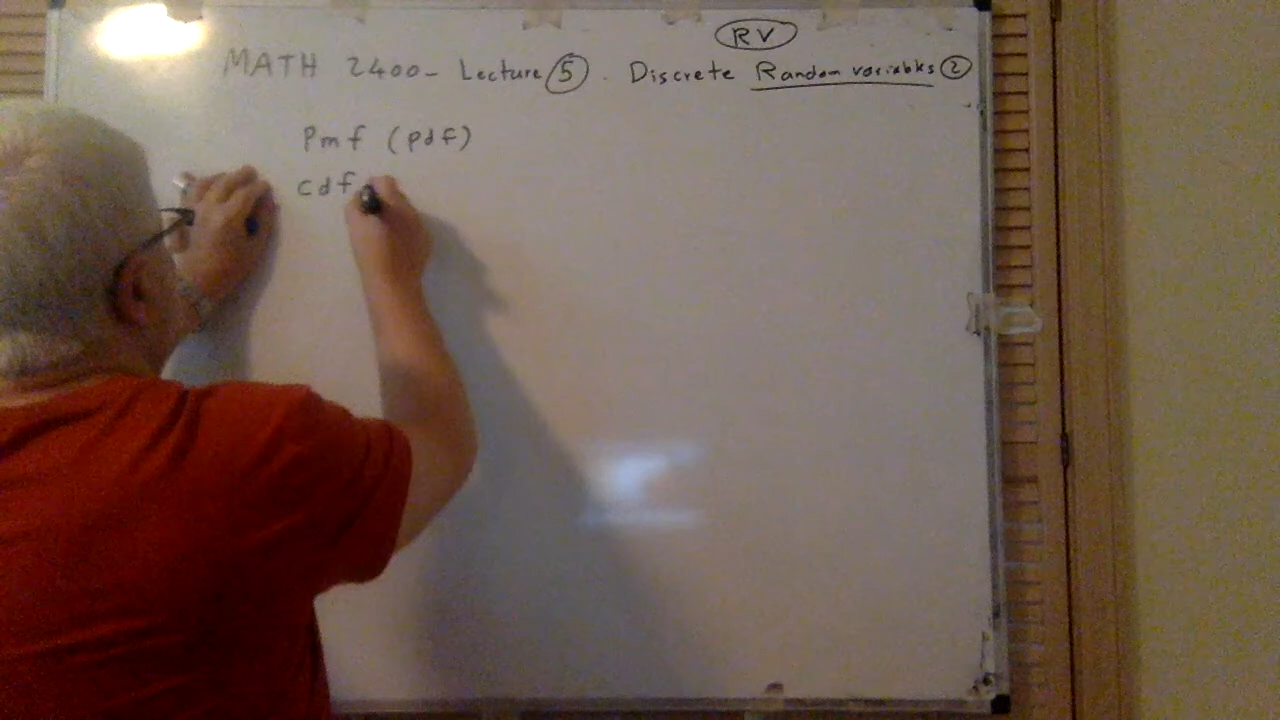 RV
MATH 2400- Lecture 5. Discrete Random variables 2
Pmf (pdf)
cdf